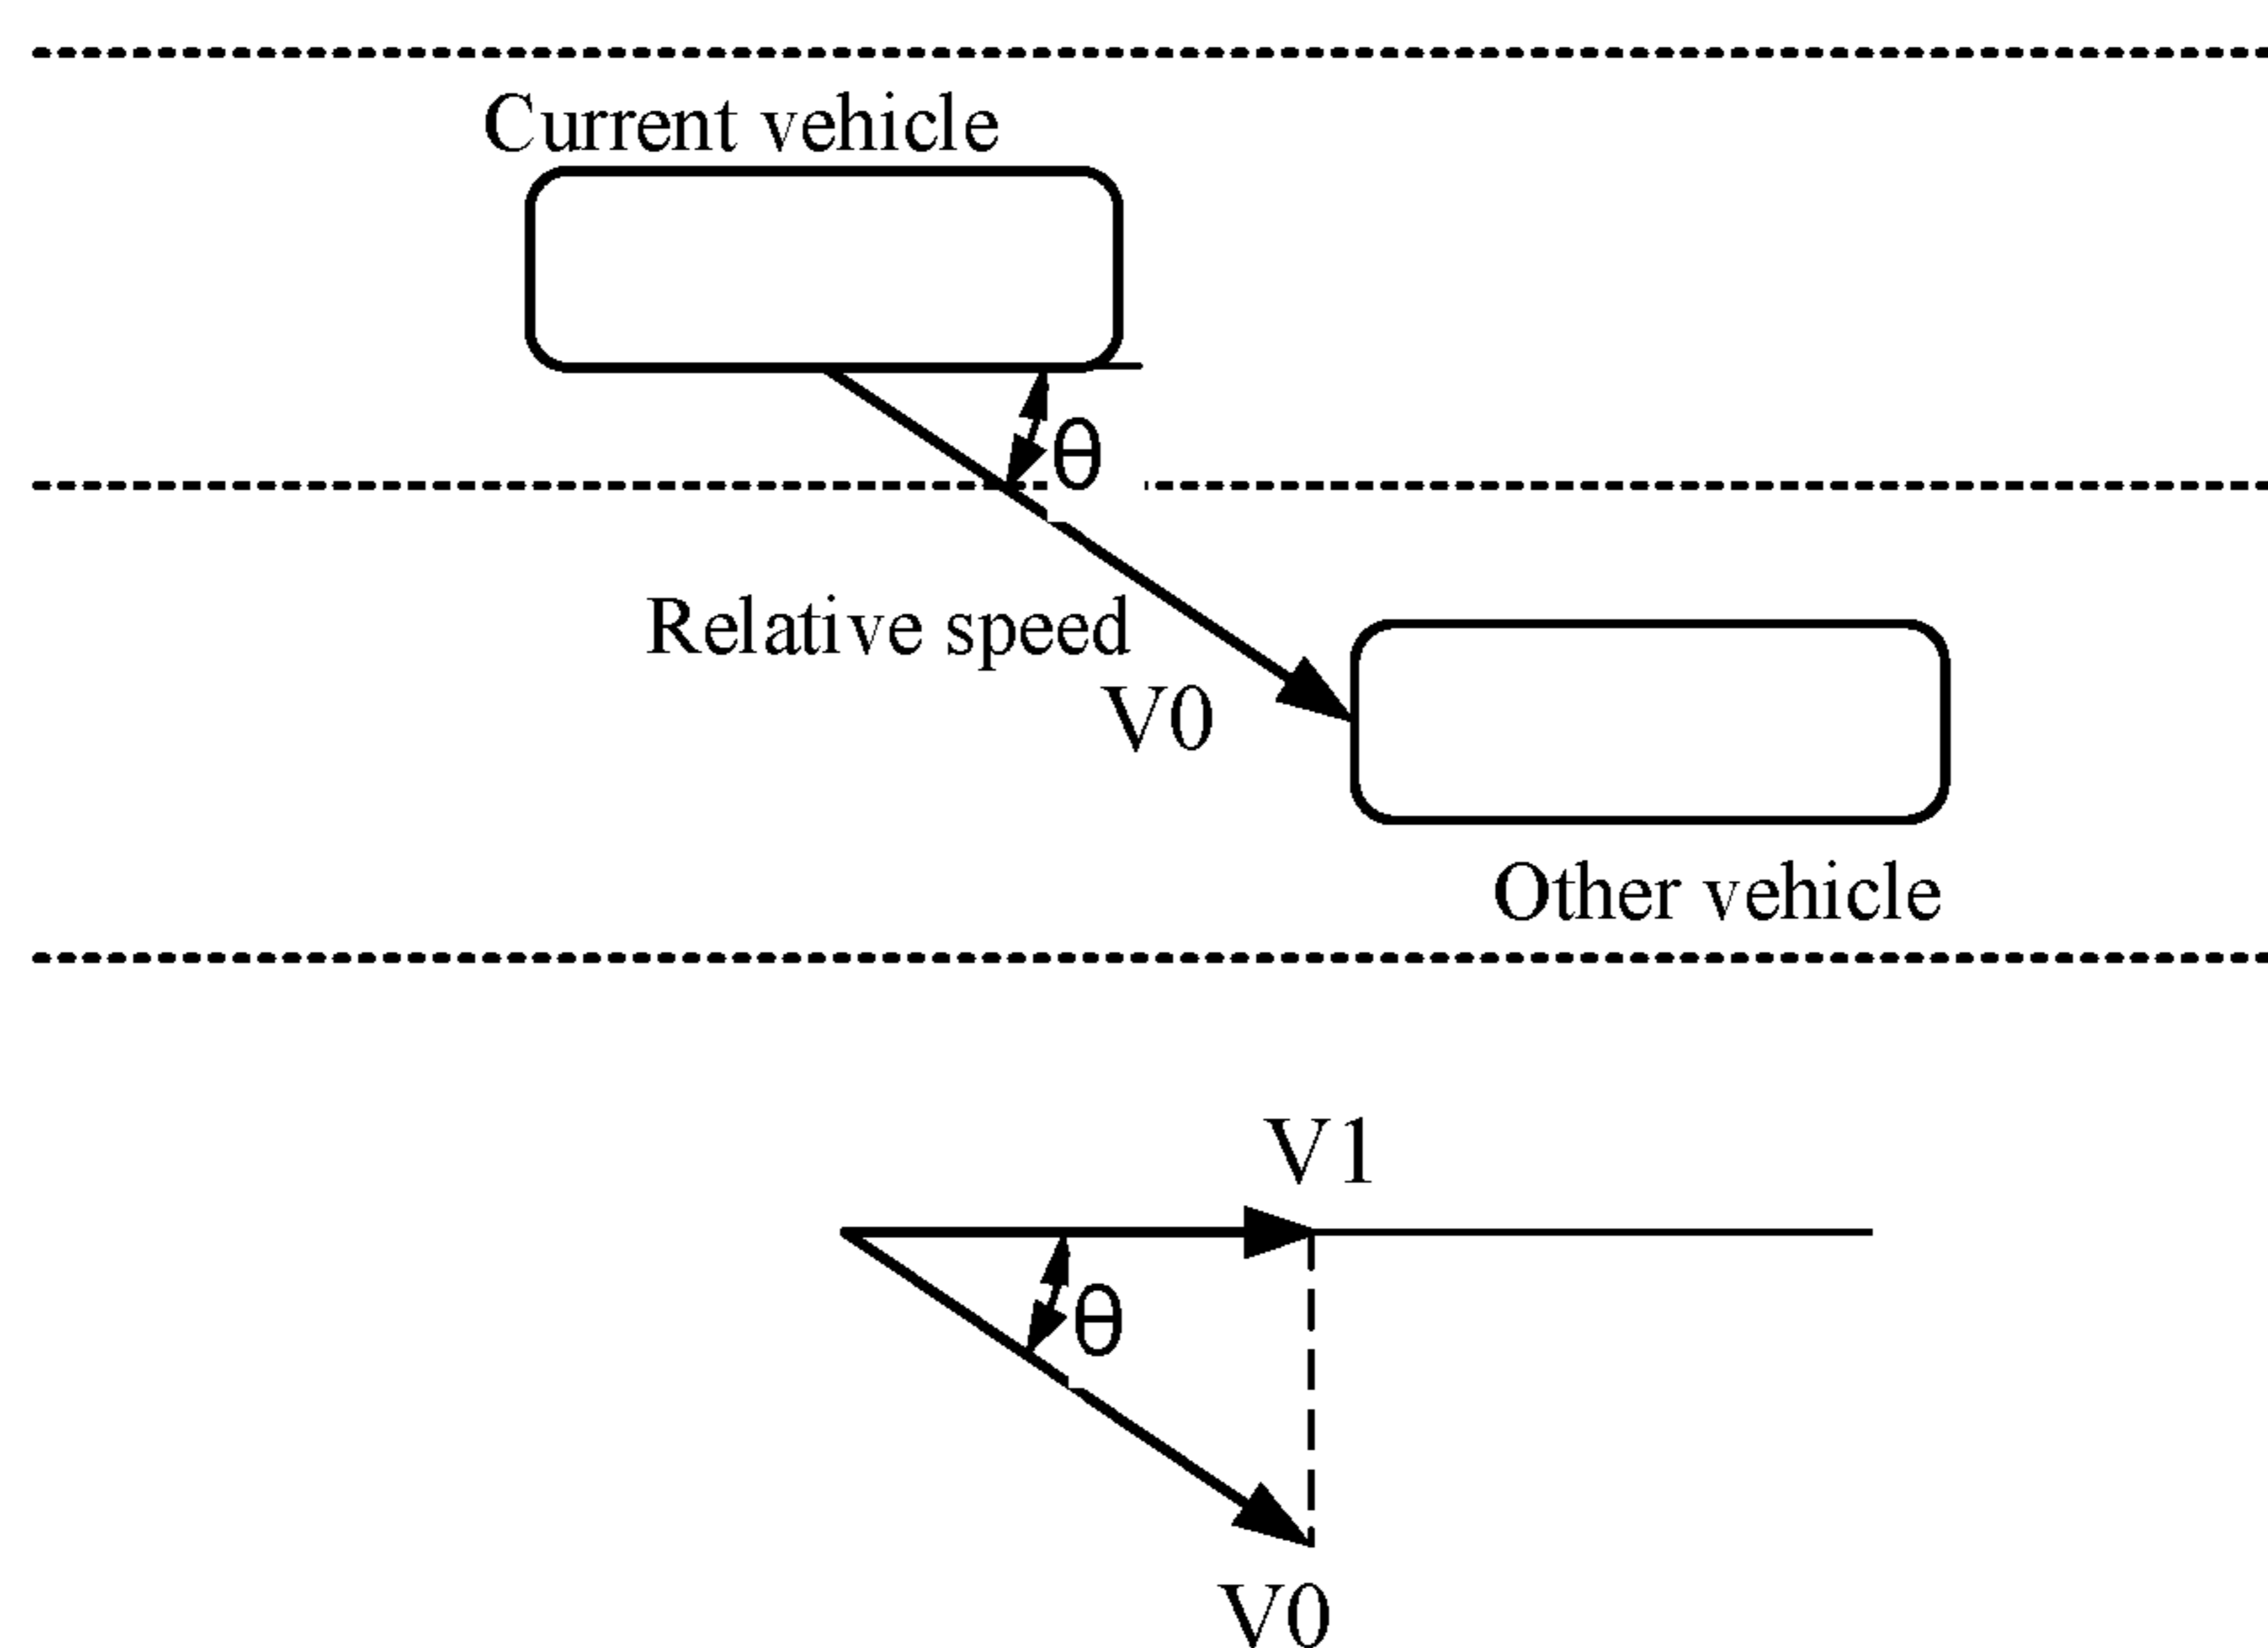 Current vehicle
θ
Relative speed
V0
Other vehicle
V1
θ
V0